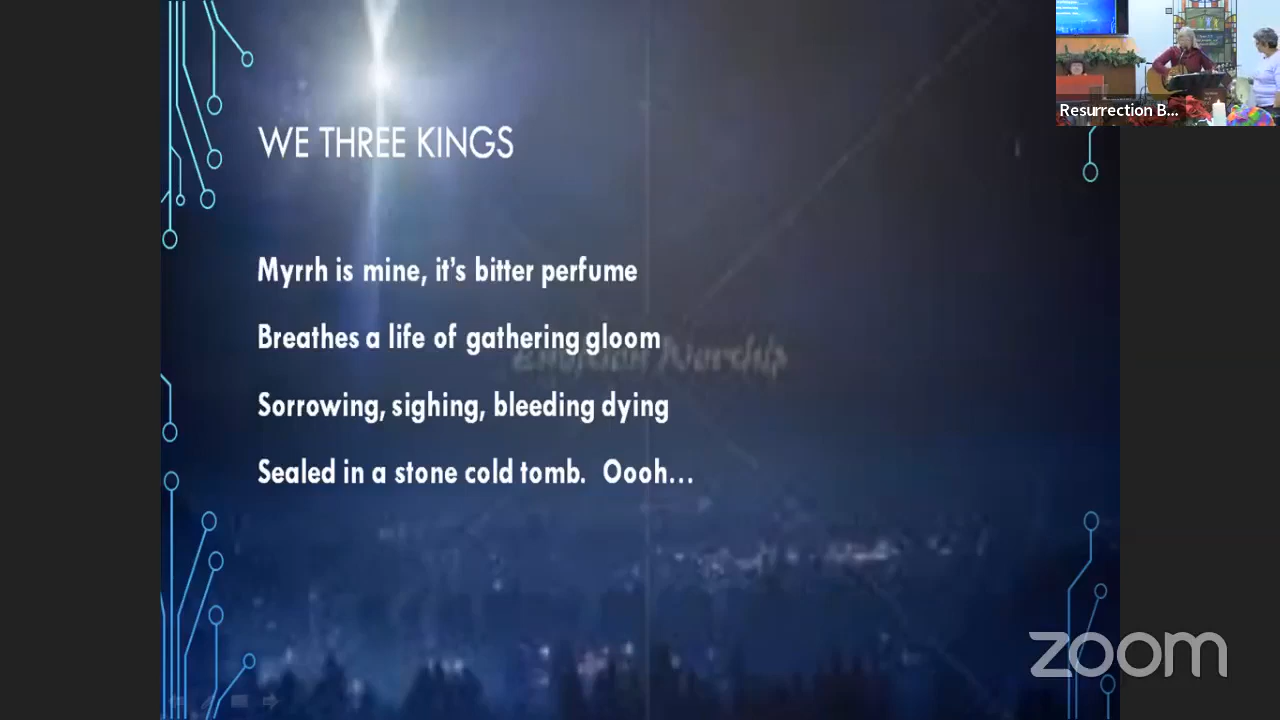 Resurrection B...
WE THREE KINGS
Myrrh is mine, it's bitter perfume
Breathes a life of gathering gloom
Worship
Sorrowing, sighing, bleeding dying
Sealed in a stone cold tomb.  Oooh...
zoom